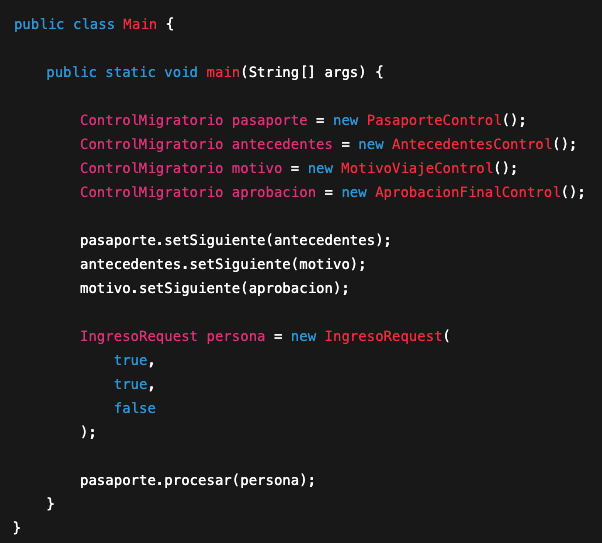 public class Main {
public static void main(String[] args) {
ControlMigratorio pasaporte = new PasaporteControl();
ControlMigratorio antecedentes = new AntecedentesControl();
ControlMigratorio motivo = new MotivoViajeControl();
ControlMigratorio aprobacion = new AprobacionFinalControl();
pasaporte.setSiguiente(antecedentes);
antecedentes.setSiguiente(motivo);
motivo.setSiguiente(aprobacion);
IngresoRequest persona = new IngresoRequest(
true,
true,
false
);
pasaporte.procesar(persona);
}
}